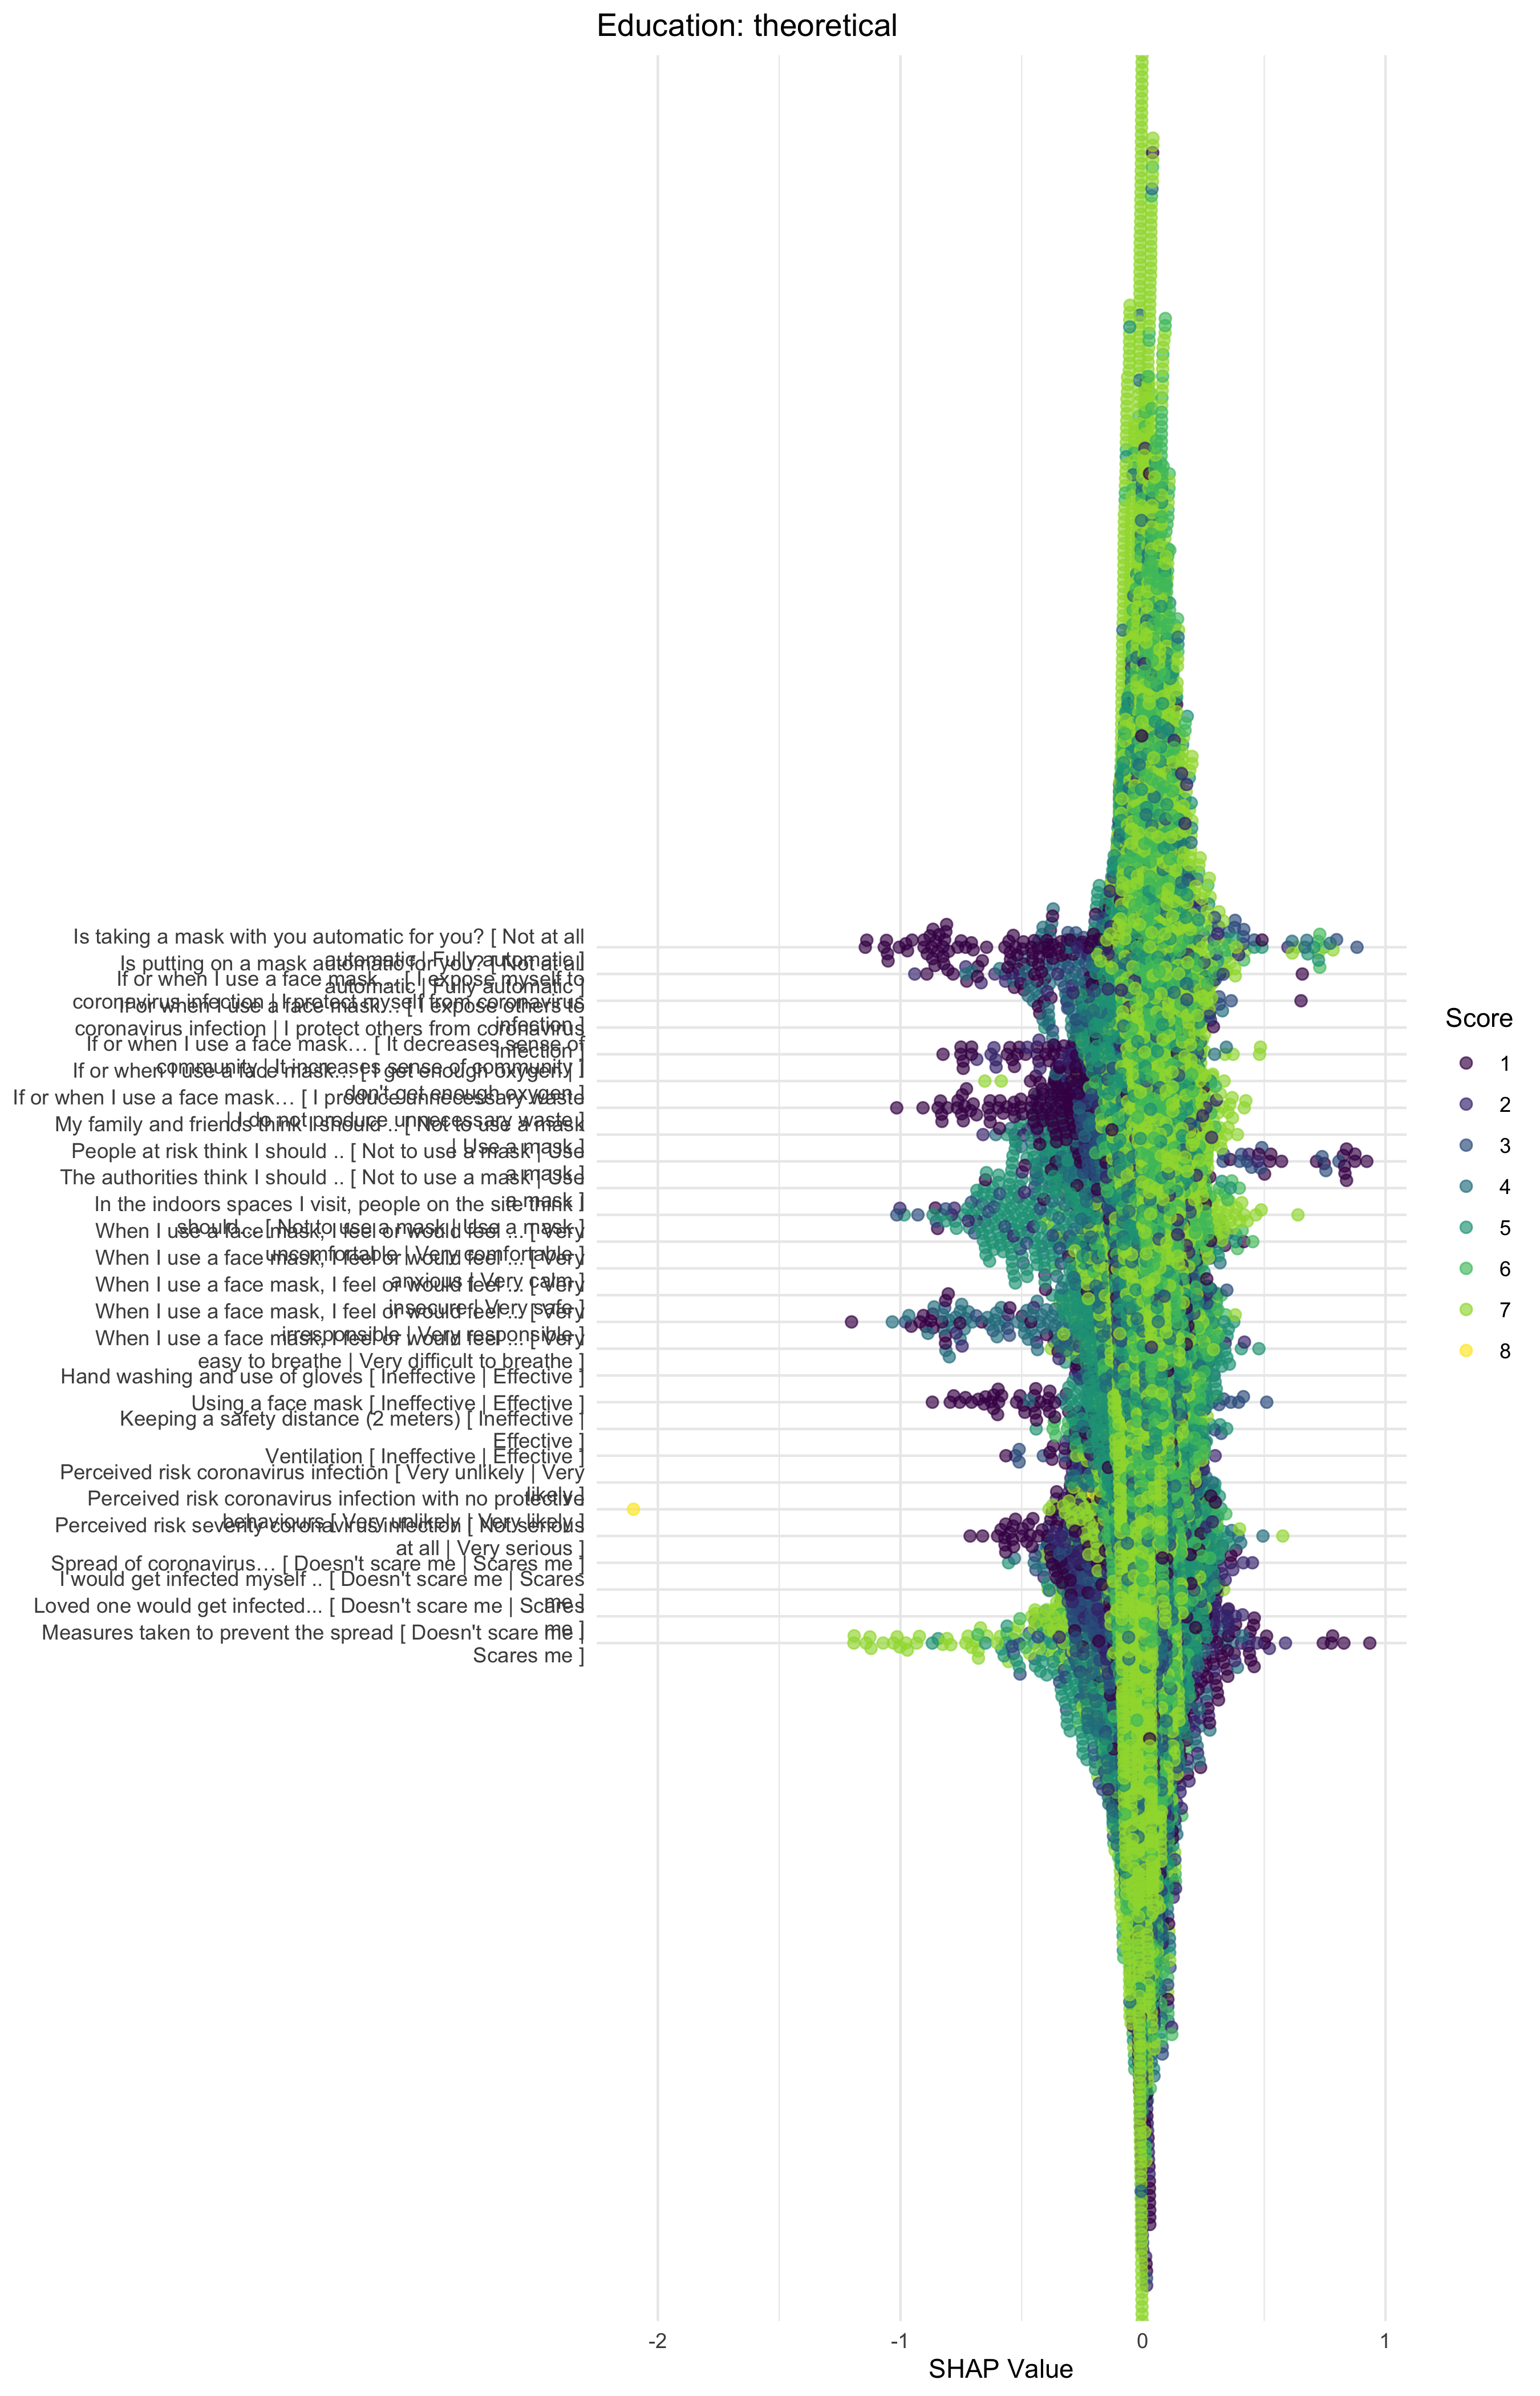 Education: theoretical
Is taking a mask with you automatic for you? [ Not at all
automatic | Fully automatic ]
Is putting on a mask automatic for you? [ Not at all
automatic | Fully automatic ]
If or when I use a face mask… [ I expose myself to
coronavirus infection | I protect myself from coronavirus
infection ]
If or when I use a face mask… [ I expose others to
coronavirus infection | I protect others from coronavirus
infection ]
If or when I use a face mask… [ It decreases sense of
community | It increases sense of community ]
If or when I use a face mask… [ I get enough oxygen | I
don't get enough oxygen ]
If or when I use a face mask… [ I produce unnecessary waste
| I do not produce unnecessary waste ]
My family and friends think I should .. [ Not to use a mask
| Use a mask ]
People at risk think I should .. [ Not to use a mask | Use
a mask ]
The authorities think I should .. [ Not to use a mask | Use
a mask ]
In the indoors spaces I visit, people on the site think I
should…. [ Not to use a mask | Use a mask ]
When I use a face mask, I feel or would feel ... [ Very
uncomfortable | Very comfortable ]
When I use a face mask, I feel or would feel ... [ Very
anxious | Very calm ]
When I use a face mask, I feel or would feel ... [ Very
insecure | Very safe ]
When I use a face mask, I feel or would feel ... [ Very
irresponsible | Very responsible ]
When I use a face mask, I feel or would feel ... [ Very
easy to breathe | Very difficult to breathe ]
Hand washing and use of gloves [ Ineffective | Effective ]
Using a face mask [ Ineffective | Effective ]
Keeping a safety distance (2 meters) [ Ineffective |
Effective ]
Ventilation [ Ineffective | Effective ]
Perceived risk coronavirus infection [ Very unlikely | Very
likely ]
Perceived risk coronavirus infection with no protective
behaviours [ Very unlikely | Very likely ]
Perceived risk severity coronavirus infection [ Not serious
at all | Very serious ]
Spread of coronavirus… [ Doesn't scare me | Scares me ]
I would get infected myself .. [ Doesn't scare me | Scares
me ]
Loved one would get infected... [ Doesn't scare me | Scares
me ]
Measures taken to prevent the spread [ Doesn't scare me |
Scares me ]
-2
-1
0
1
SHAP Value
Score
1
2
3
4
5
6
7
8